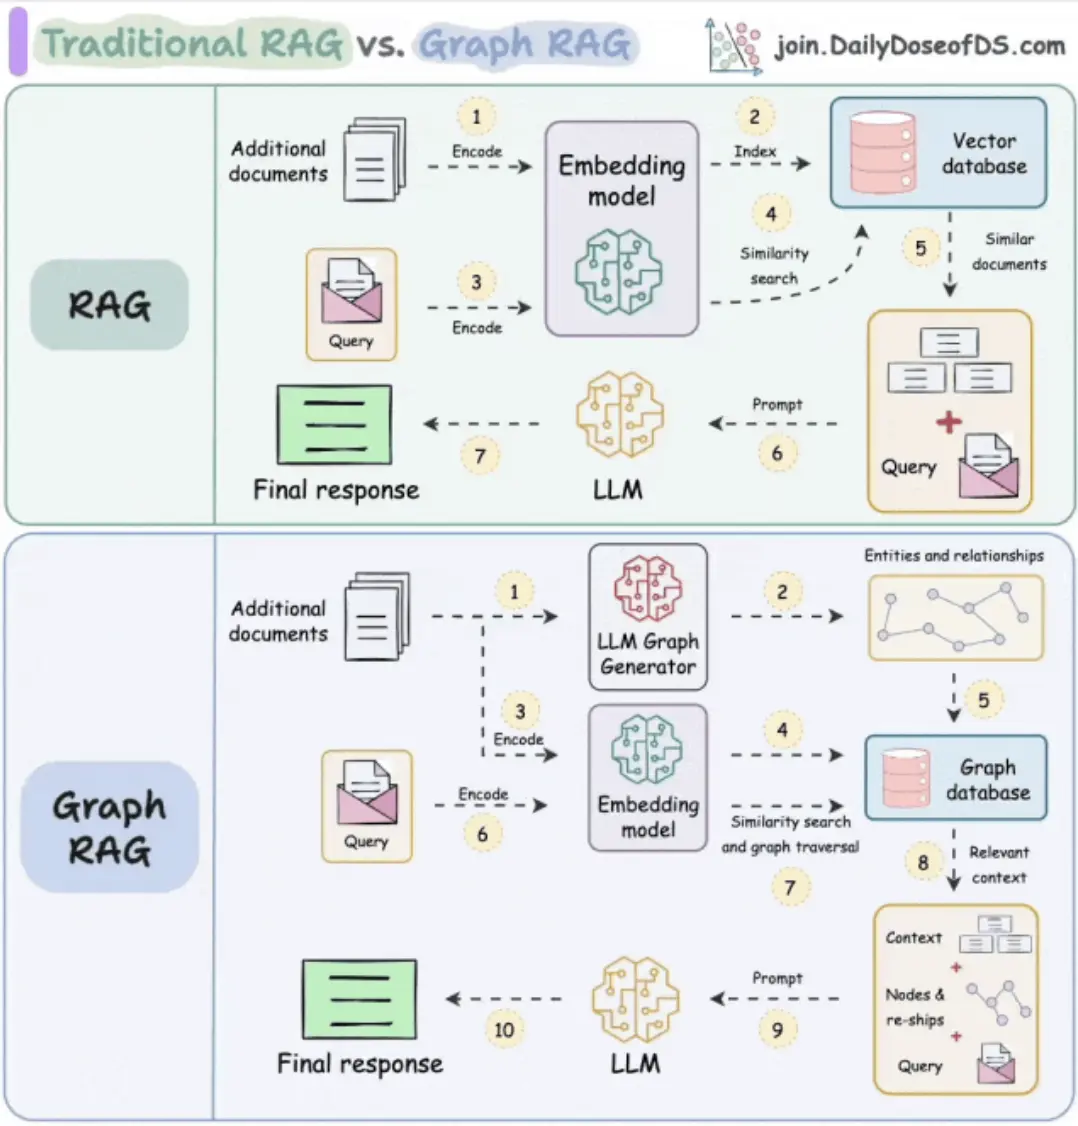 Traditional RAG vs. Graph RAG
join.DailyDoseofDS.com
RAG
Additional
documents
1
Encode
Embedding
model
2
Index
Vector
database
Query
3
Encode
4
Similarity
search
5
Similar
documents
Query
Prompt
6
LLM
7
Final response
Graph
RAG
Additional
documents
1
LLM Graph
Generator
2
Entities and relationships
3
Encode
4
5
Graph
database
Query
Encode
6
Embedding
model
Similarity search
and graph traversal
7
8
Relevant
context
Context
Nodes &
re-ships
Query
Prompt
9
LLM
10
Final response